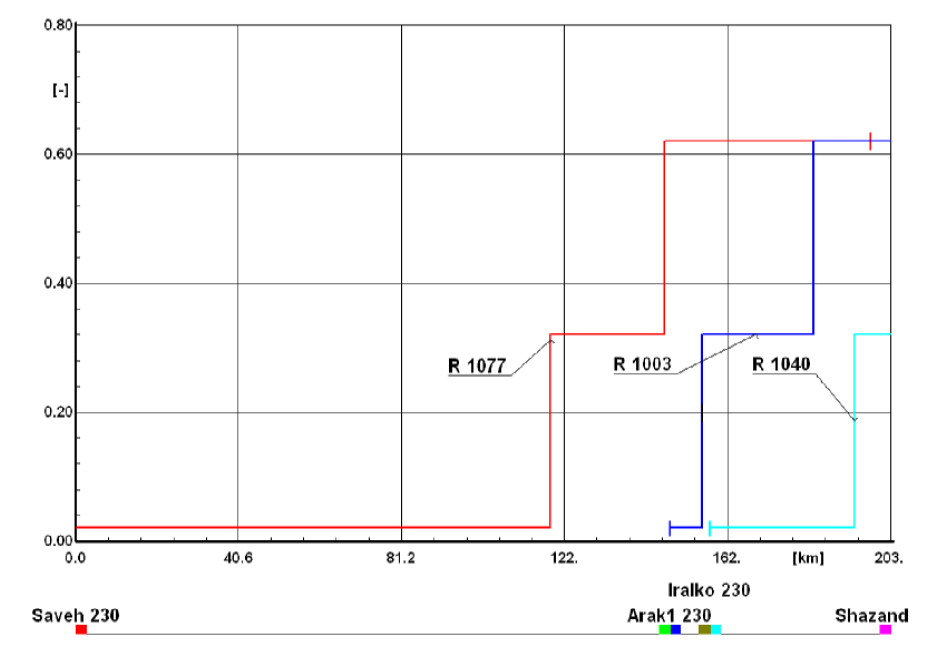 0.80
[-]
0.60
0.40
R 1077
R 1003
R 1040
0.20
0.00
0.0
40.6
81.2
122.
162.
[km]
203.
Iralko 230
Saveh 230
Arak1 230
Shazand